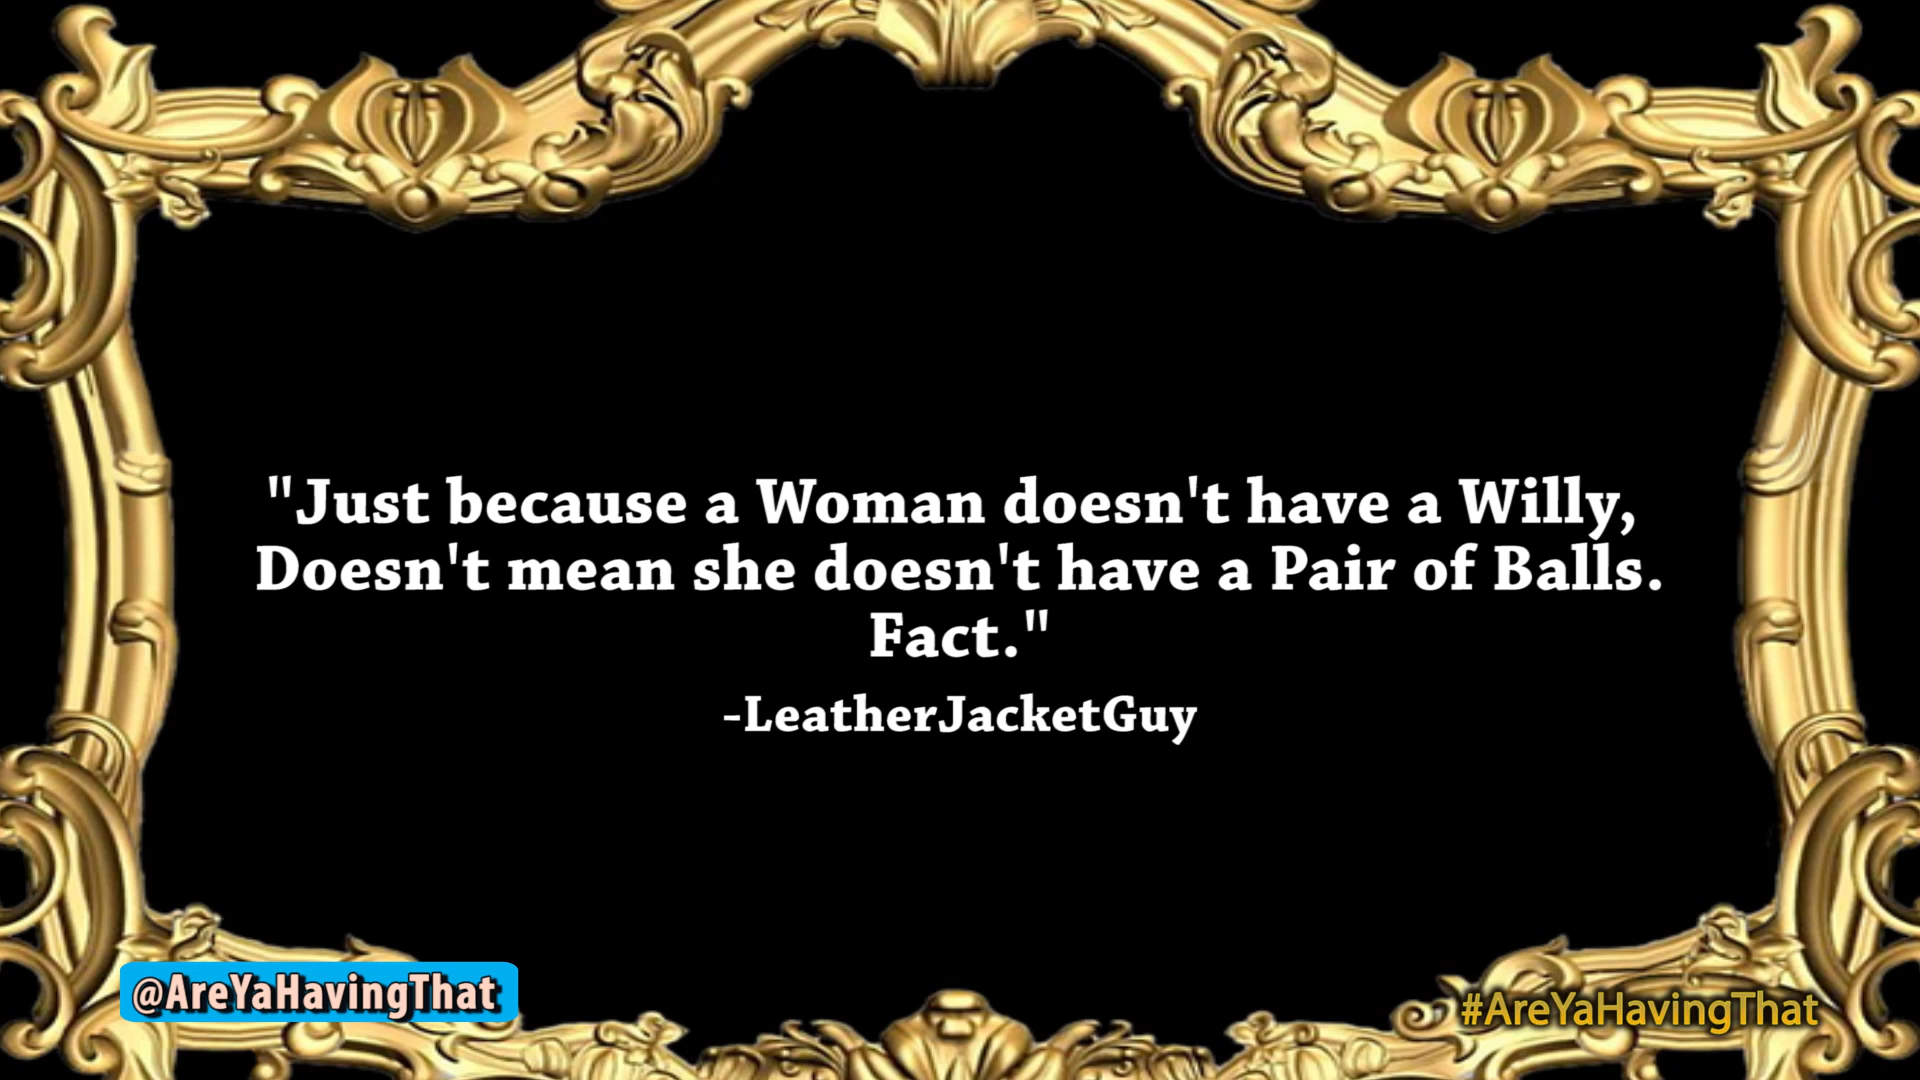 "Just because a Woman doesn't have a Willy,
Doesn't mean she doesn't have a Pair of Balls.
Fact."
-LeatherJacketGuy
@AreYaHavingThat
#AreYaHavingThat